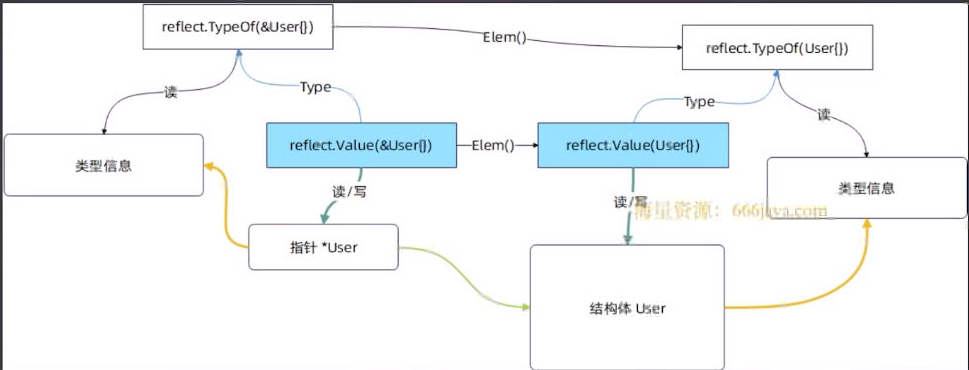 reflect.TypeOf(&User{})
Elem()
reflect.TypeOf(User{})
读
Type
Type
读
类型信息
reflect.Value(&User{})
Elem()
reflect.Value(User{})
类型信息
读/写
读/写
海量资源：666java.com
指针 *User
结构体 User